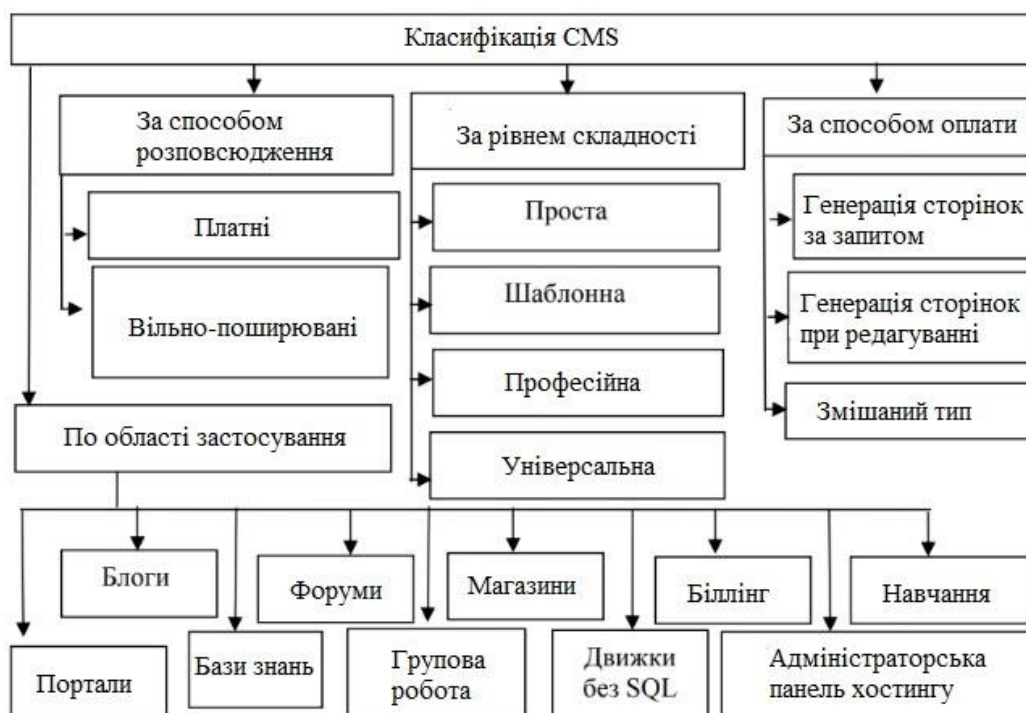 Класифікація CMS
За способом
розповсюдження
Платні
Вільно-поширювані
За рівнем складності
Проста
Шаблонна
Професійна
Універсальна
За способом оплати
Генерація сторінок
за запитом
Генерація сторінок
при редагуванні
Змішаний тип
По області застосування
Блоги
Форуми
Магазини
Біллінг
Навчання
Портали
Бази знань
Групова
робота
Движки
без SQL
Адміністраторська
панель хостингу